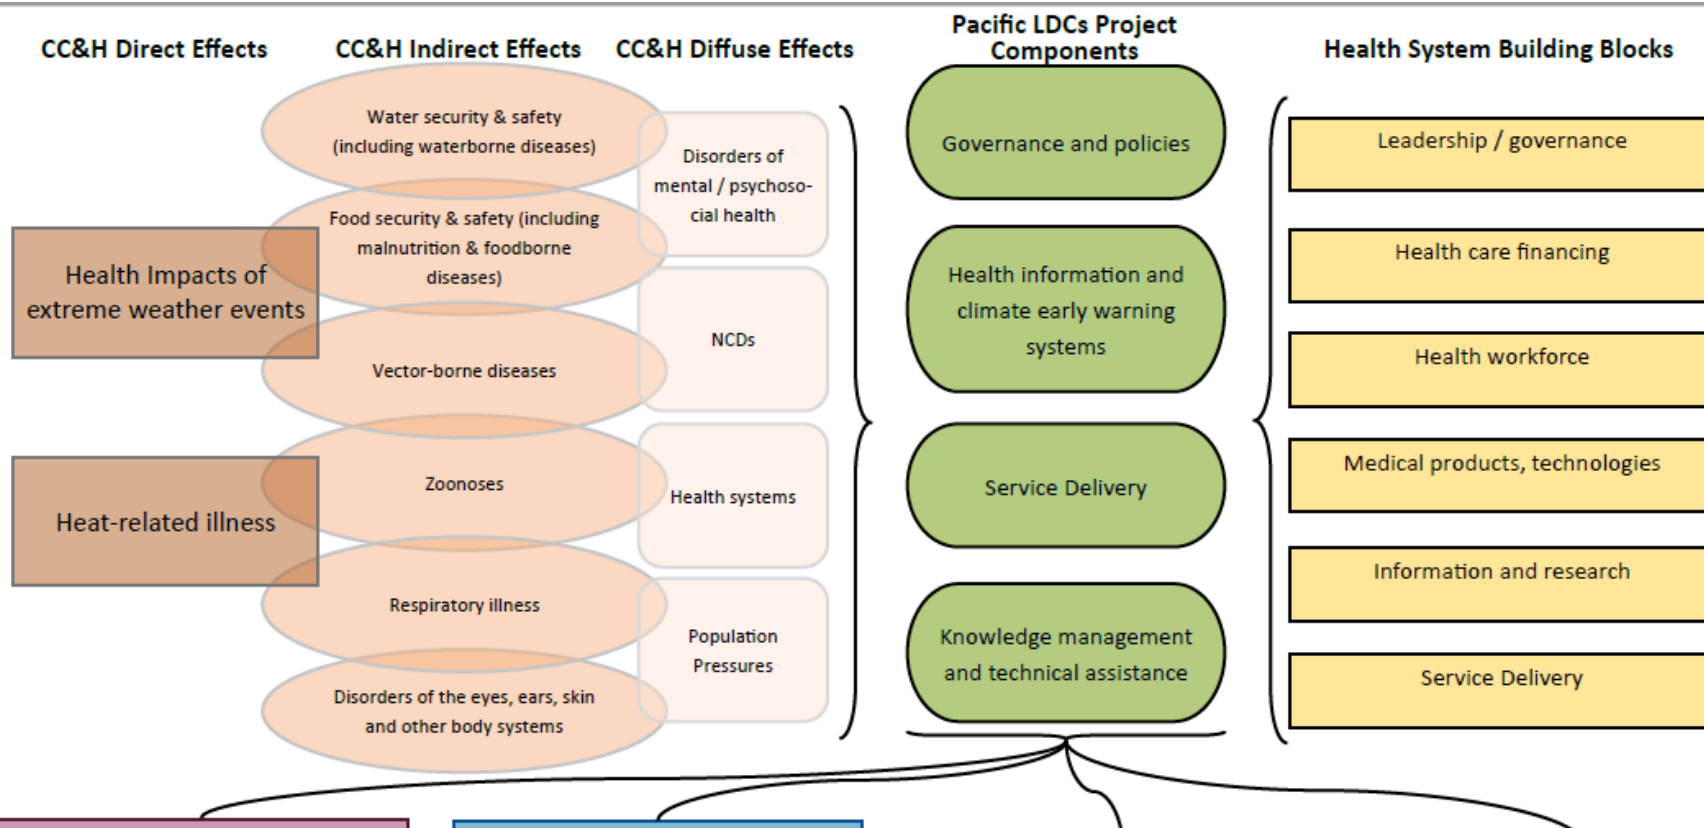 CC&H Direct Effects
CC&H Indirect Effects
CC&H Diffuse Effects
Pacific LDCs Project
Components
Health System Building Blocks
Health Impacts of
extreme weather events
Heat-related illness
Water security & safety
(including waterborne diseases)
Food security & safety (including
malnutrition & foodborne
diseases)
Vector-borne diseases
Zoonoses
Respiratory illness
Disorders of the eyes, ears, skin
and other body systems
Disorders of
mental / psychoso-
cial health
NCDs
Health systems
Population
Pressures
Governance and policies
Health information and
climate early warning
systems
Service Delivery
Knowledge management
and technical assistance
Leadership / governance
Health care financing
Health workforce
Medical products, technologies
Information and research
Service Delivery